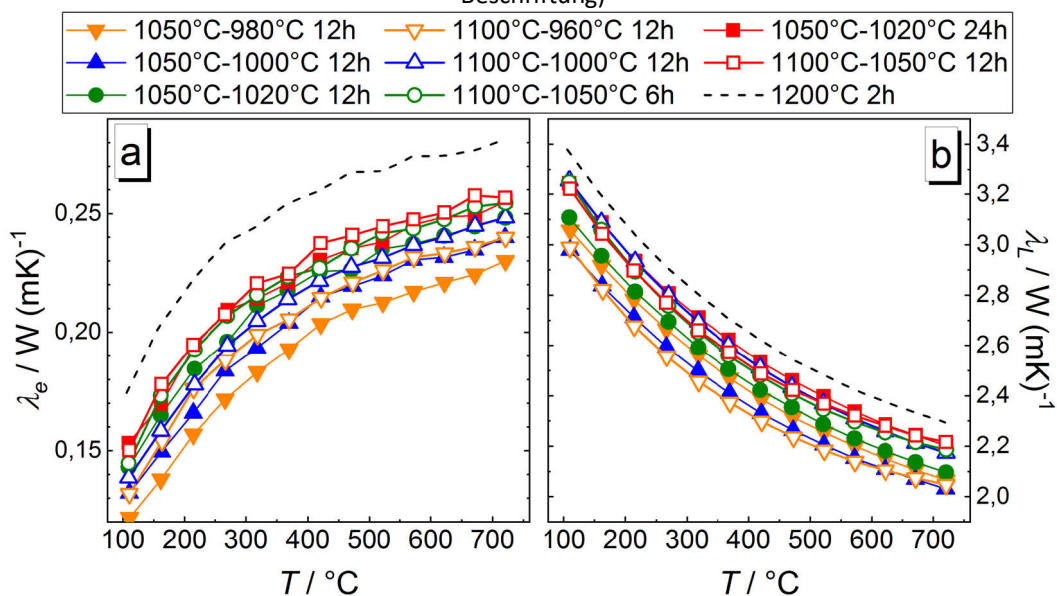 Beschriftung)
1050°C-980°C 12h 1100°C-960°C 12h 1050°C-1020°C 24h
1050°C-1000°C 12h 1100°C-1000°C 12h 1100°C-1050°C 12h
1050°C-1020°C 12h 1100°C-1050°C 6h 1200°C 2h
a
b
λe / W (mK)-1
0,25
0,20
0,15
3,4
3,2
3,0
2,8
2,6
2,4
2,2
2,0
λL / W (mK)-1
100 200 300 400 500 600 700
100 200 300 400 500 600 700
T / °C
T / °C